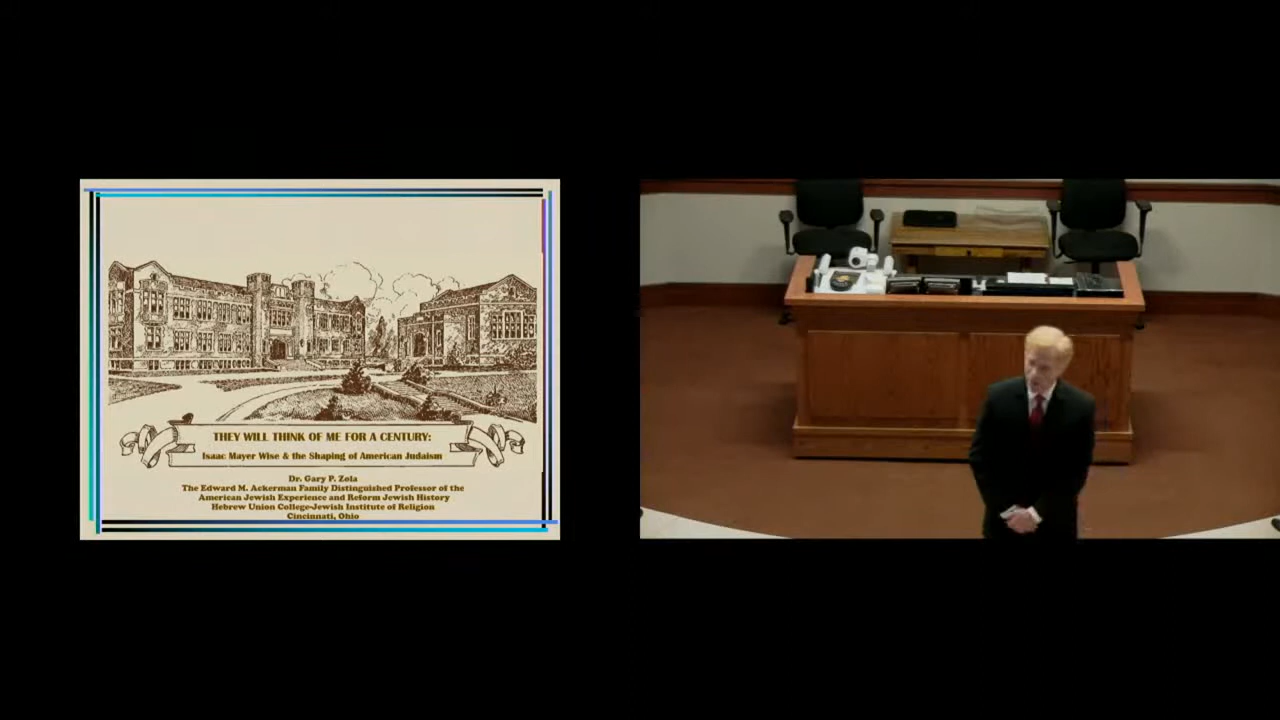 THEY WILL THINK OF ME FOR A CENTURY:
Isaac Mayer Wise & the Shaping of American Judaism
Dr. Gary P. Zola
The Edward M. Ackerman Family Distinguished Professor of the
American Jewish Experience and Reform Jewish History
Hebrew Union College-Jewish Institute of Religion
Cincinnati, Ohio